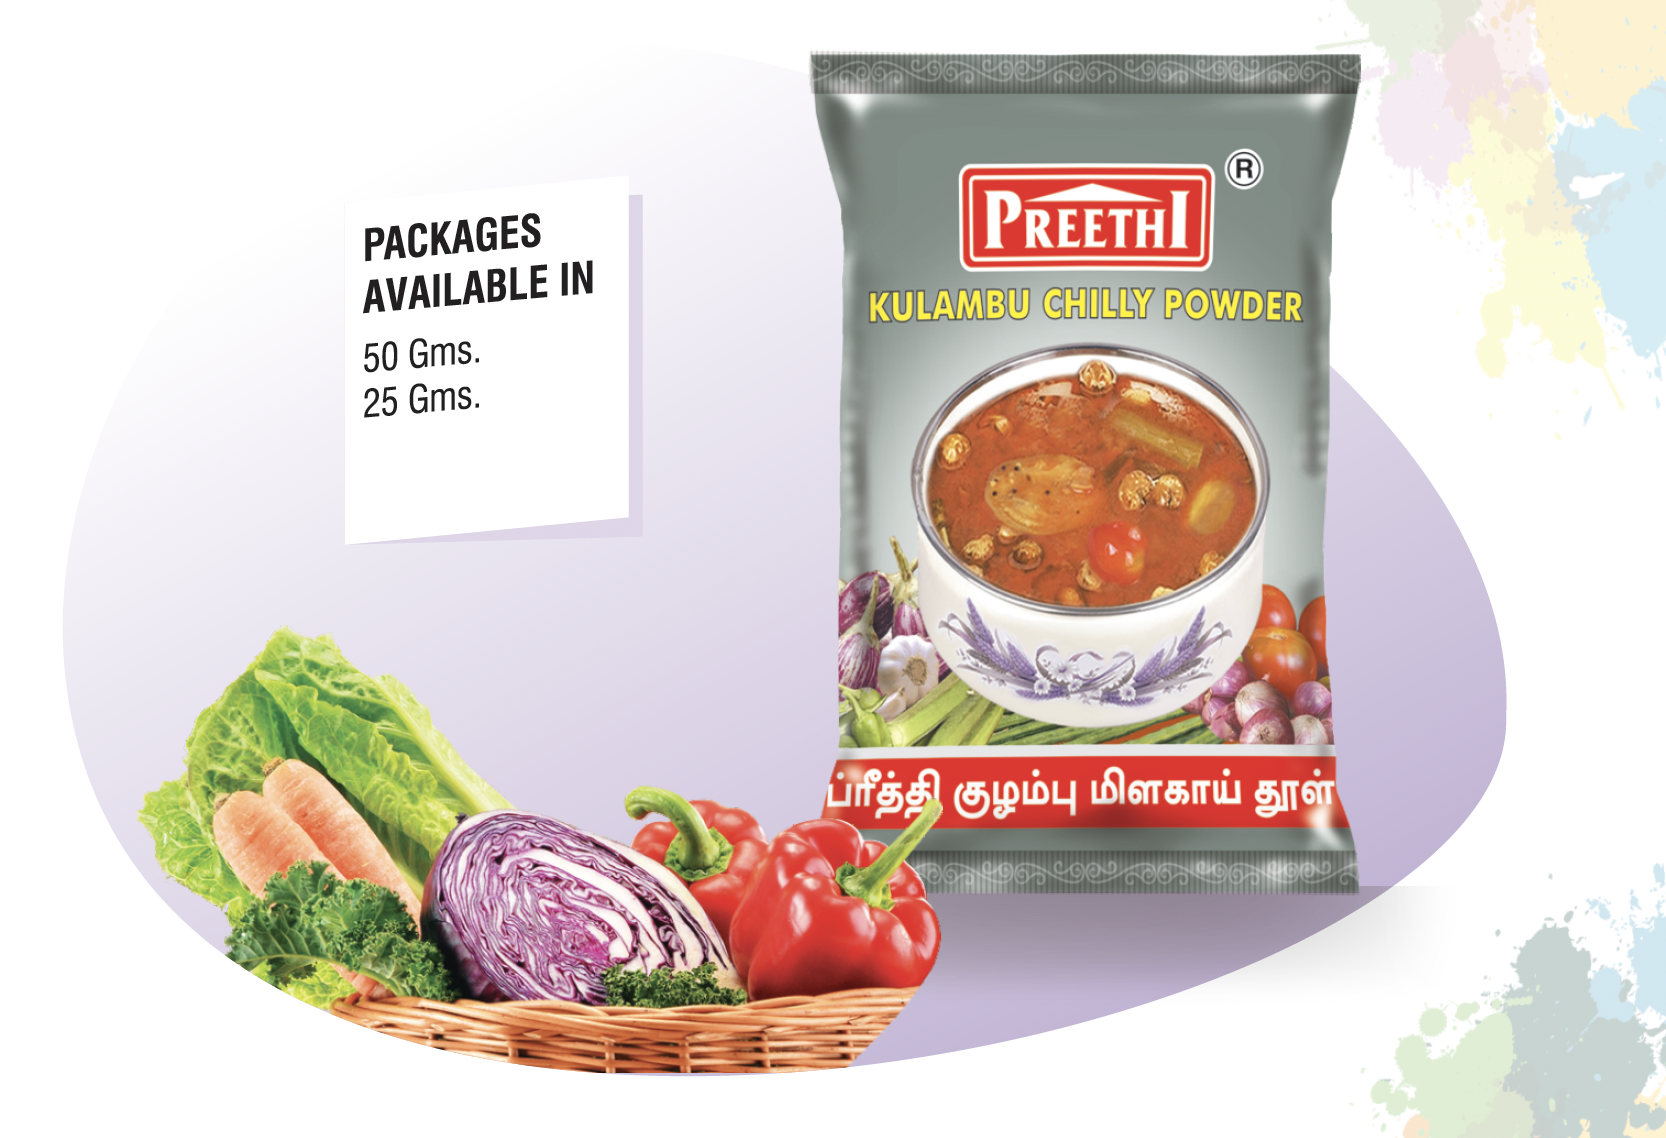 PACKAGES
AVAILABLE IN
50 Gms.
25 Gms.
PREETHI
®
KULAMBU CHILLY POWDER
ப்ரீத்தி குழம்பு மிளகாய் தூள்